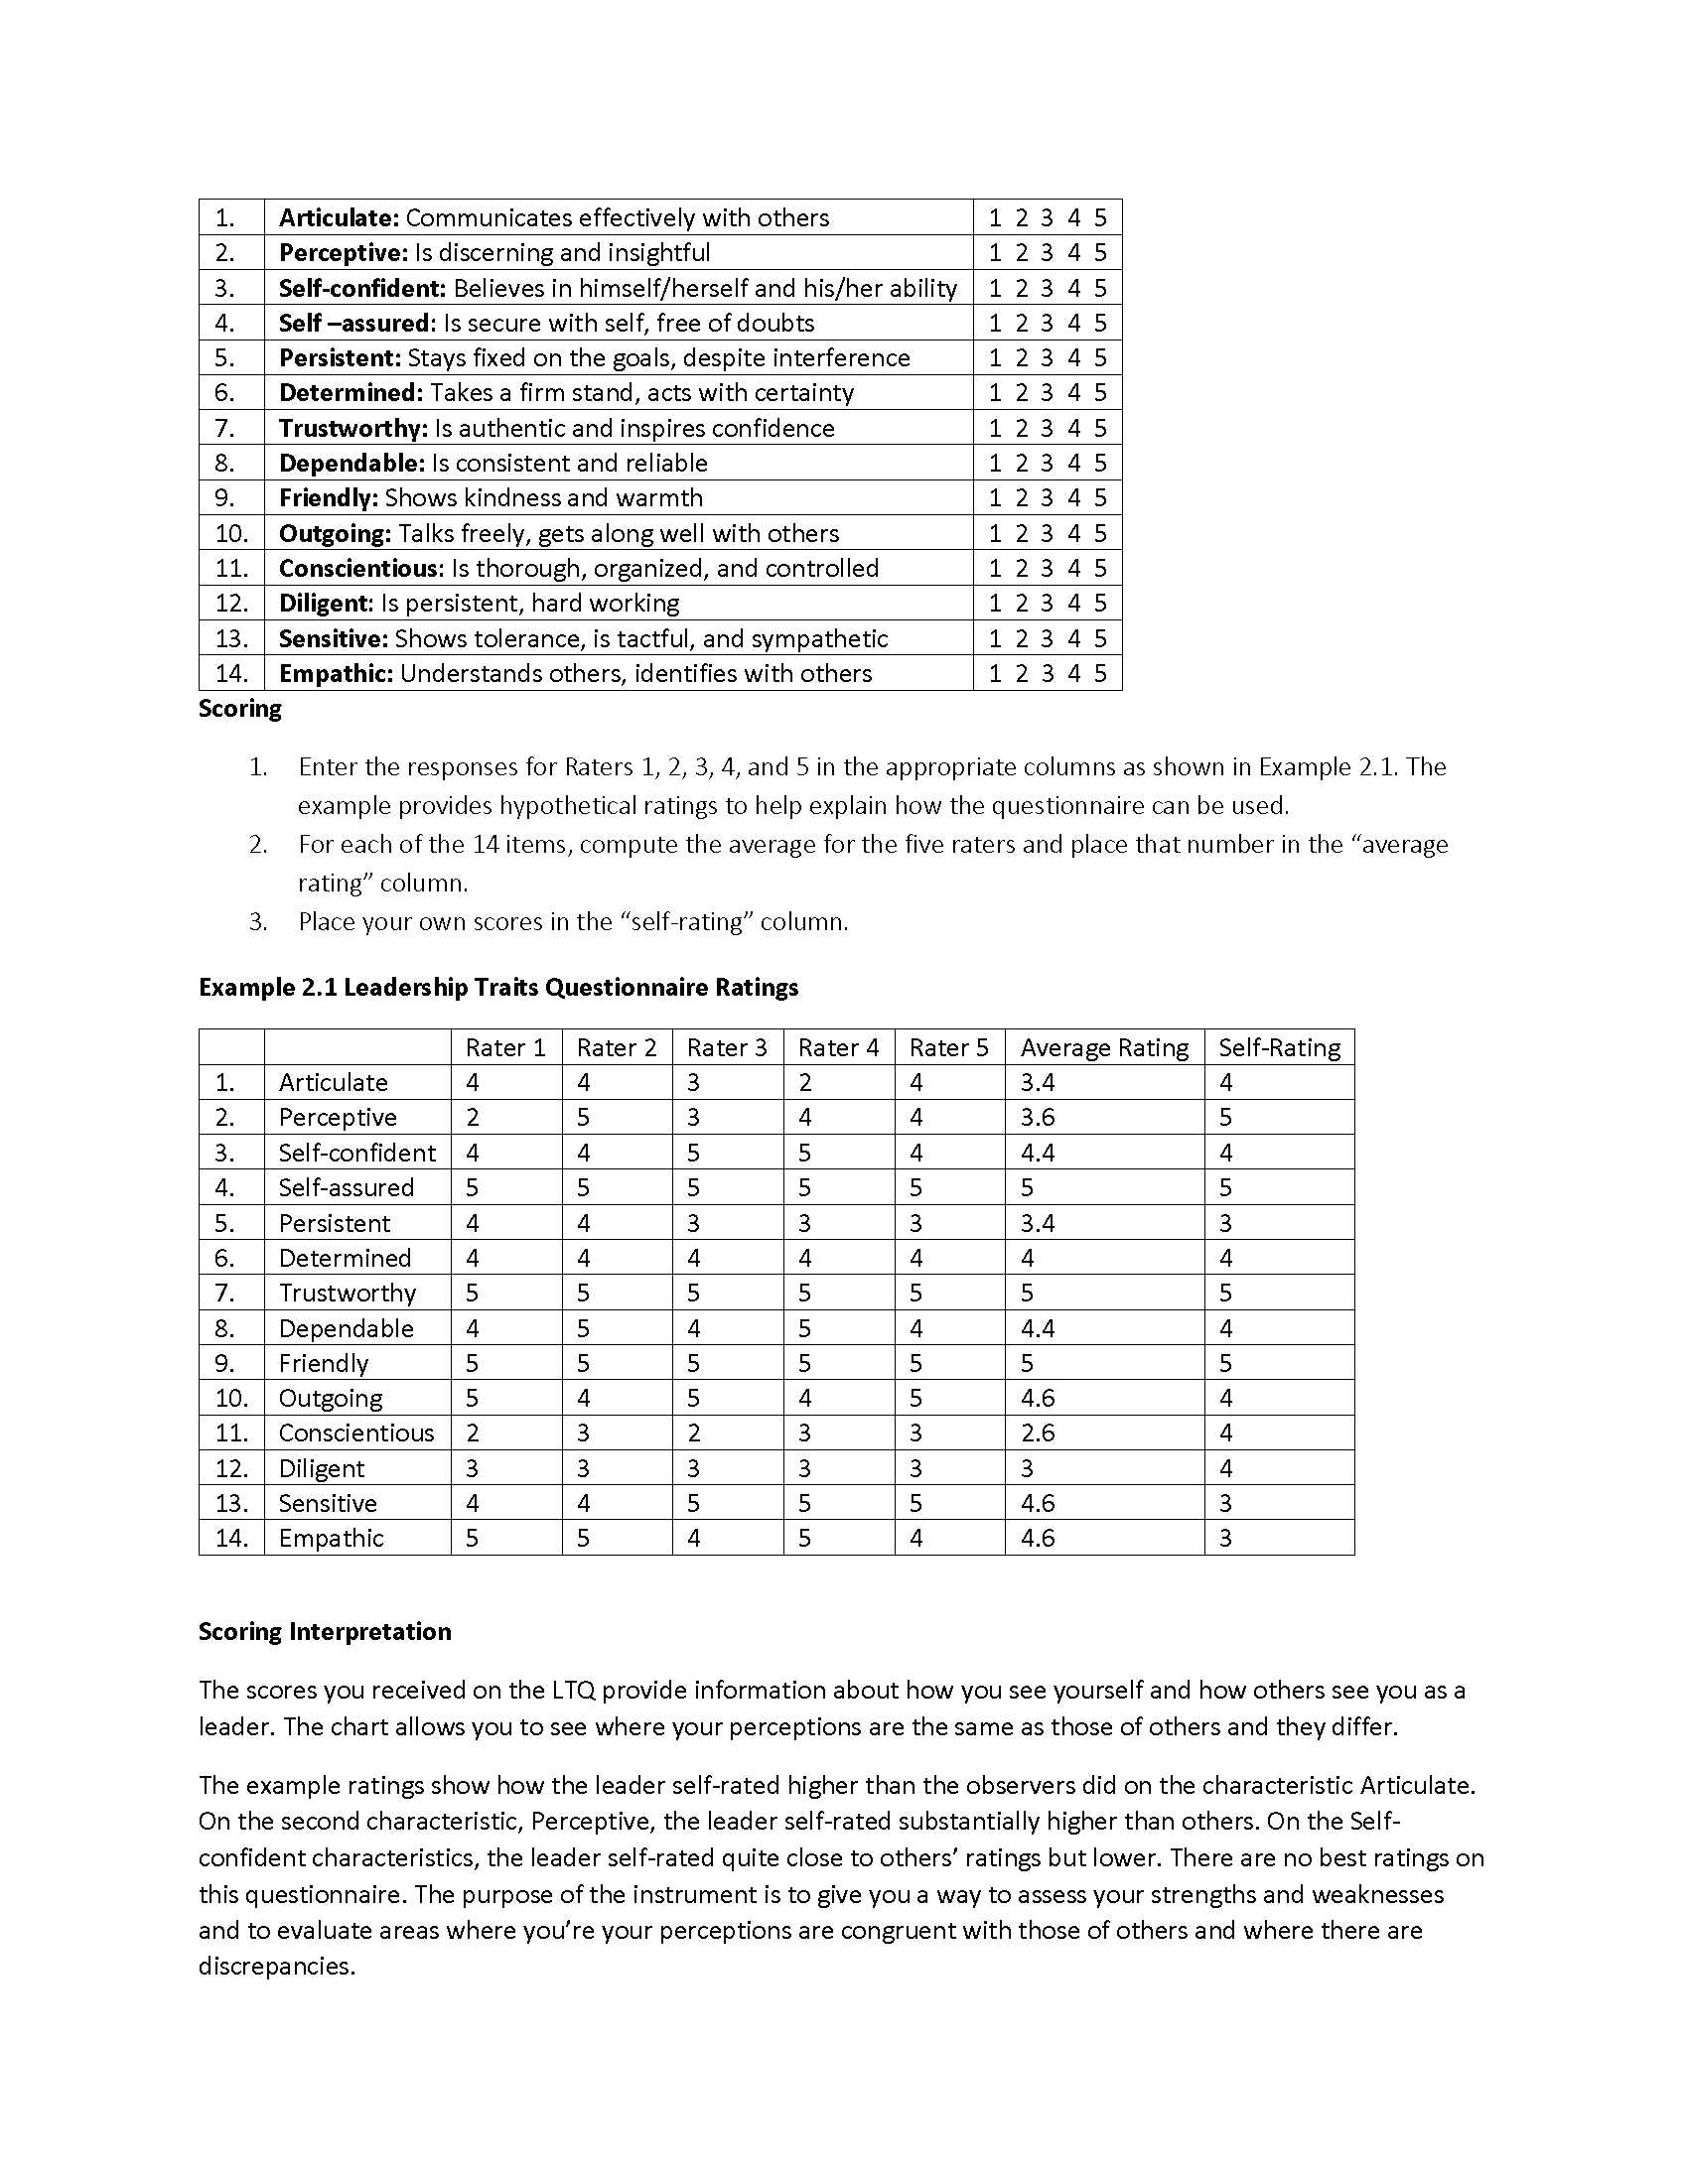 1. Articulate: Communicates effectively with others 1 2 3 4 5
2. Perceptive: Is discerning and insightful 1 2 3 4 5
3. Self-confident: Believes in himself/herself and his/her ability 1 2 3 4 5
4. Self –assured: Is secure with self, free of doubts 1 2 3 4 5
5. Persistent: Stays fixed on the goals, despite interference 1 2 3 4 5
6. Determined: Takes a firm stand, acts with certainty 1 2 3 4 5
7. Trustworthy: Is authentic and inspires confidence 1 2 3 4 5
8. Dependable: Is consistent and reliable 1 2 3 4 5
9. Friendly: Shows kindness and warmth 1 2 3 4 5
10. Outgoing: Talks freely, gets along well with others 1 2 3 4 5
11. Conscientious: Is thorough, organized, and controlled 1 2 3 4 5
12. Diligent: Is persistent, hard working 1 2 3 4 5
13. Sensitive: Shows tolerance, is tactful, and sympathetic 1 2 3 4 5
14. Empathic: Understands others, identifies with others 1 2 3 4 5
Scoring
1. Enter the responses for Raters 1, 2, 3, 4, and 5 in the appropriate columns as shown in Example 2.1. The
example provides hypothetical ratings to help explain how the questionnaire can be used.
2. For each of the 14 items, compute the average for the five raters and place that number in the “average
rating” column.
3. Place your own scores in the “self-rating” column.
Example 2.1 Leadership Traits Questionnaire Ratings
Rater 1 Rater 2 Rater 3 Rater 4 Rater 5 Average Rating Self-Rating
1. Articulate 4 4 3 2 4 3.4 4
2. Perceptive 2 5 3 4 4 3.6 5
3. Self-confident 4 4 5 5 4 4.4 4
4. Self-assured 5 5 5 5 5 5 5
5. Persistent 4 4 3 3 3 3.4 3
6. Determined 4 4 4 4 4 4 4
7. Trustworthy 5 5 5 5 5 5 5
8. Dependable 4 5 4 5 4 4.4 4
9. Friendly 5 5 5 5 5 5 5
10. Outgoing 5 4 5 4 5 4.6 4
11. Conscientious 2 3 2 3 3 2.6 4
12. Diligent 3 3 3 3 3 3 4
13. Sensitive 4 4 5 5 5 4.6 3
14. Empathic 5 5 4 5 4 4.6 3
Scoring Interpretation
The scores you received on the LTQ provide information about how you see yourself and how others see you as a
leader. The chart allows you to see where your perceptions are the same as those of others and they differ.
The example ratings show how the leader self-rated higher than the observers did on the characteristic Articulate.
On the second characteristic, Perceptive, the leader self-rated substantially higher than others. On the Self-
confident characteristics, the leader self-rated quite close to others’ ratings but lower. There are no best ratings on
this questionnaire. The purpose of the instrument is to give you a way to assess your strengths and weaknesses
and to evaluate areas where you’re your perceptions are congruent with those of others and where there are
discrepancies.